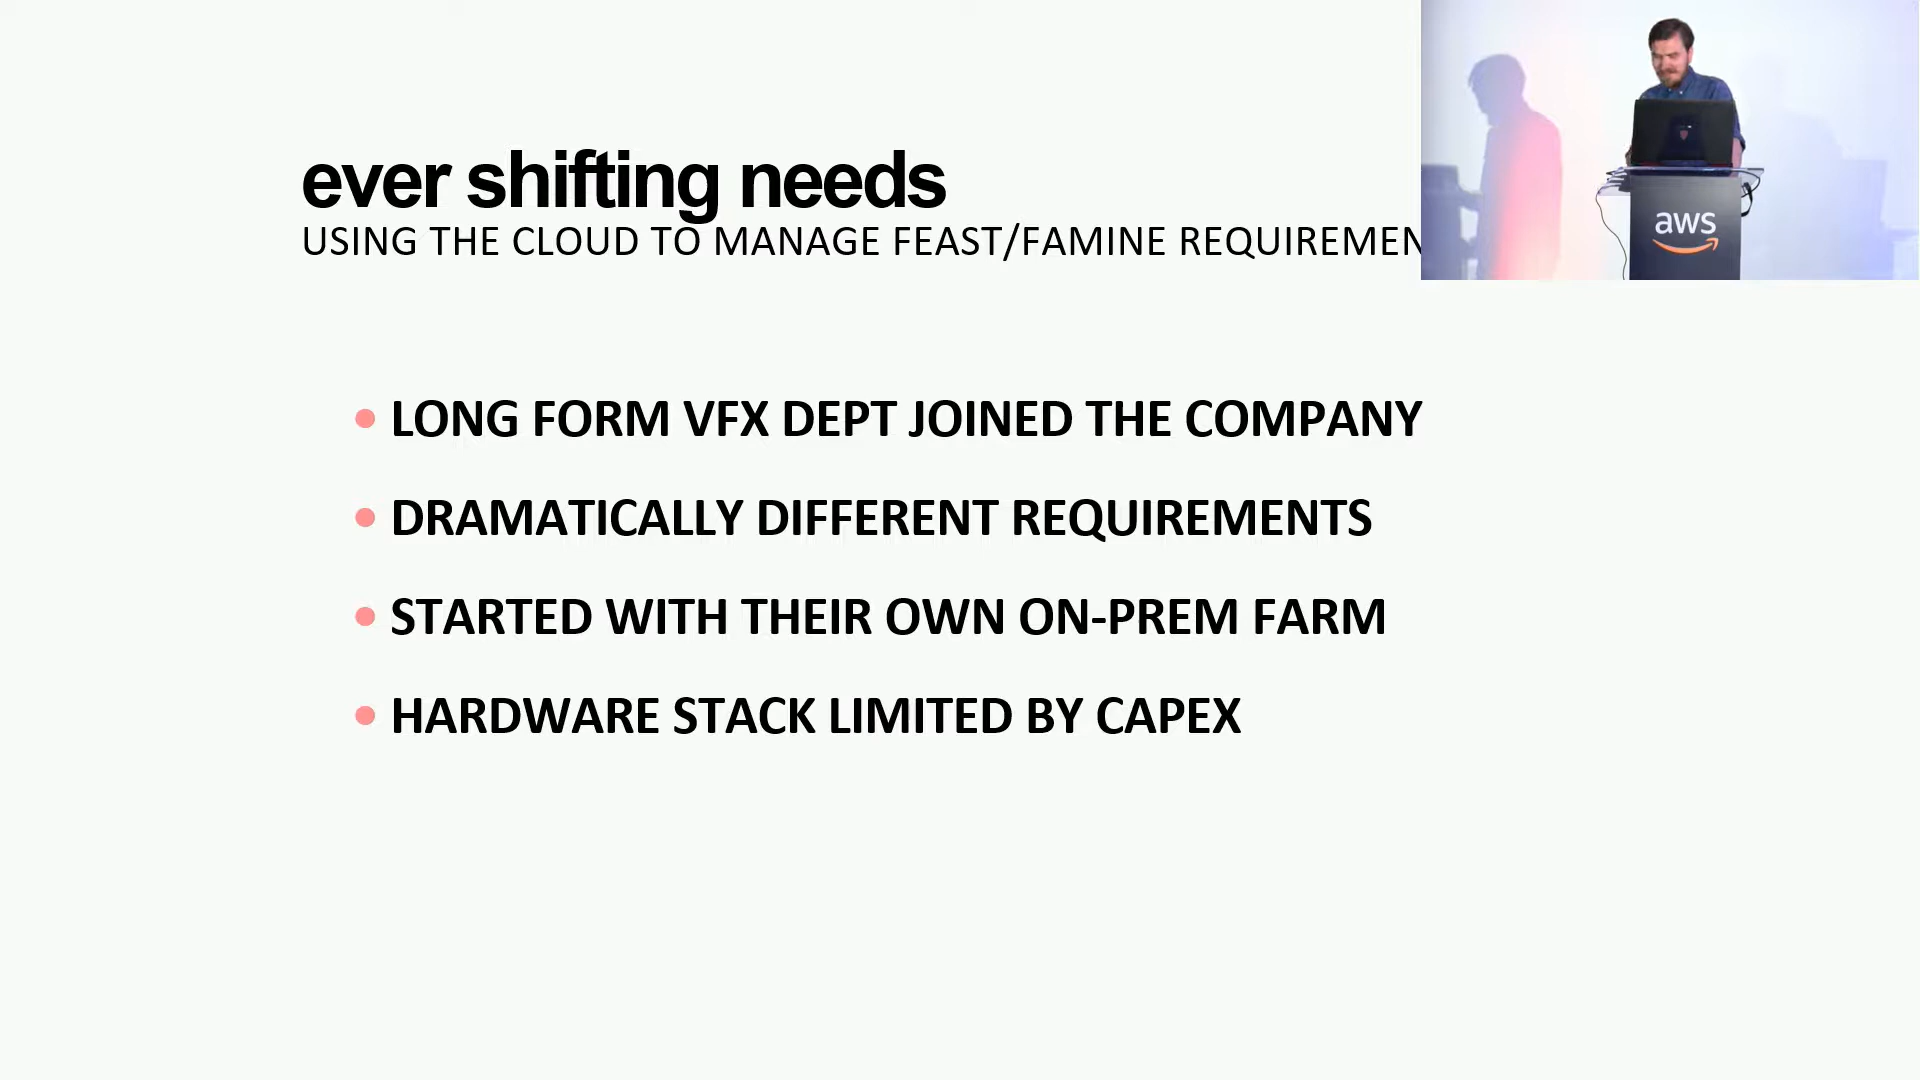 ever shifting needs
USING THE CLOUD TO MANAGE FEAST/FAMINE
aws
• LONG FORM VFX DEPT JOINED THE COMPANY
• DRAMATICALLY DIFFERENT REQUIREMENTS
• STARTED WITH THEIR OWN ON-PREM FARM
• HARDWARE STACK LIMITED BY CAPEX